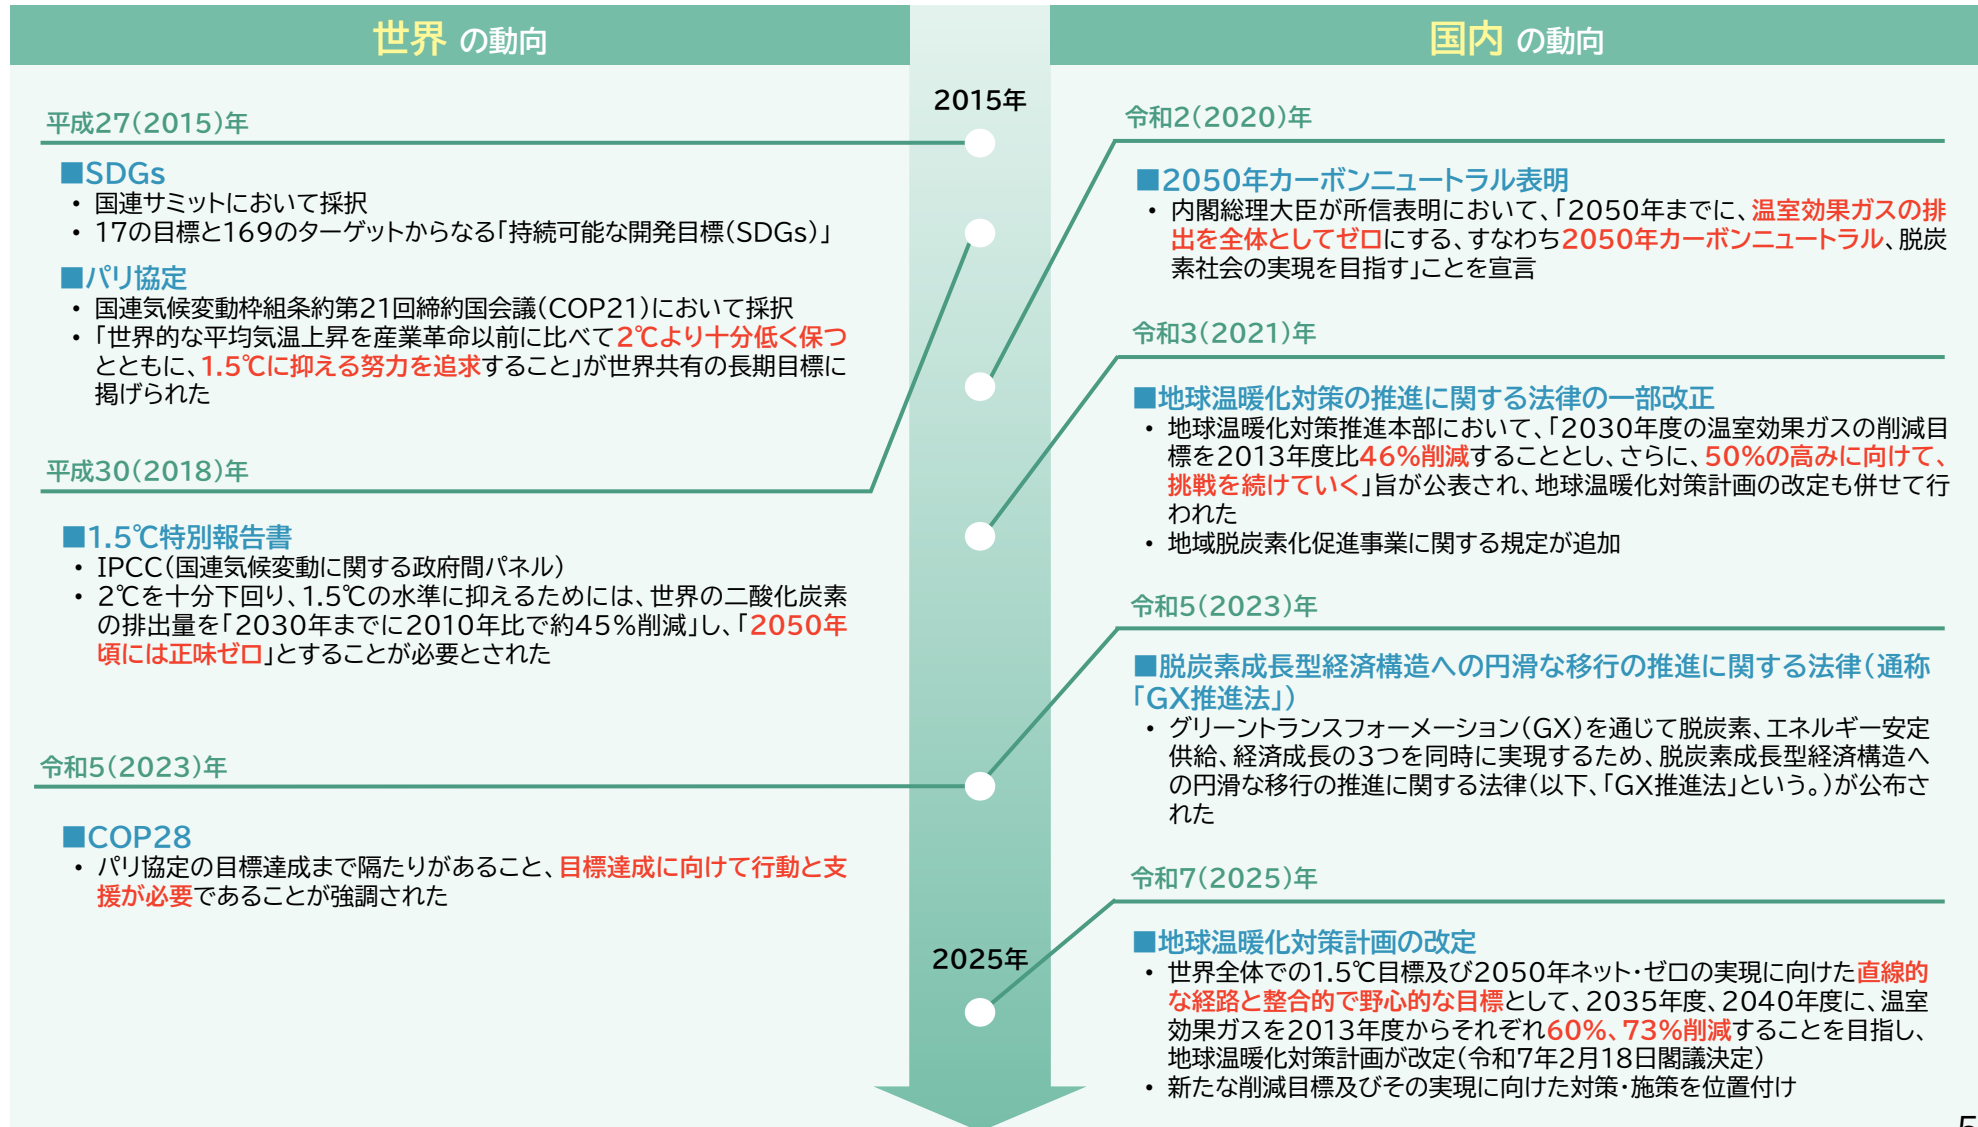 世界 の動向
平成27(2015)年
■SDGs
• 国連サミットにおいて採択
• 17の目標と169のターゲットからなる「持続可能な開発目標(SDGs)」
■パリ協定
• 国連気候変動枠組条約第21回締約国会議(COP21)において採択
• 「世界的な平均気温上昇を産業革命以前に比べて2℃より十分低く保つ
とともに、1.5℃に抑える努力を追求すること」が世界共有の長期目標に
掲げられた
平成30(2018)年
■1.5℃特別報告書
• IPCC(国連気候変動に関する政府間パネル)
• 2℃を十分下回り、1.5℃の水準に抑えるためには、世界の二酸化炭素
の排出量を「2030年までに2010年比で約45%削減」し、「2050年
頃には正味ゼロ」とすることが必要とされた
令和5(2023)年
■COP28
• パリ協定の目標達成まで隔たりがあること、目標達成に向けて行動と支
援が必要であることが強調された
2015年
2025年
国内 の動向
令和2(2020)年
■2050年カーボンニュートラル表明
• 内閣総理大臣が所信表明において、「2050年までに、温室効果ガスの排
出を全体としてゼロにする、すなわち2050年カーボンニュートラル、脱炭
素社会の実現を目指す」ことを宣言
令和3(2021)年
■地球温暖化対策の推進に関する法律の一部改正
• 地球温暖化対策推進本部において、「2030年度の温室効果ガスの削減目
標を2013年度比46%削減することとし、さらに、50%の高みに向けて、
挑戦を続けていく」旨が公表され、地球温暖化対策計画の改定も併せて行
われた
• 地域脱炭素化促進事業に関する規定が追加
令和5(2023)年
■脱炭素成長型経済構造への円滑な移行の推進に関する法律(通称
「GX推進法」)
• グリーントランスフォーメーション(GX)を通じて脱炭素、エネルギー安定
供給、経済成長の3つを同時に実現するため、脱炭素成長型経済構造へ
の円滑な移行の推進に関する法律(以下、「GX推進法」という。)が公布さ
れた
令和7(2025)年
■地球温暖化対策計画の改定
• 世界全体での1.5℃目標及び2050年ネット・ゼロの実現に向けた直線的
な経路と整合的で野心的な目標として、2035年度、2040年度に、温室
効果ガスを2013年度からそれぞれ60%、73%削減することを目指し、
地球温暖化対策計画が改定(令和7年2月18日閣議決定)
• 新たな削減目標及びその実現に向けた対策・施策を位置付け